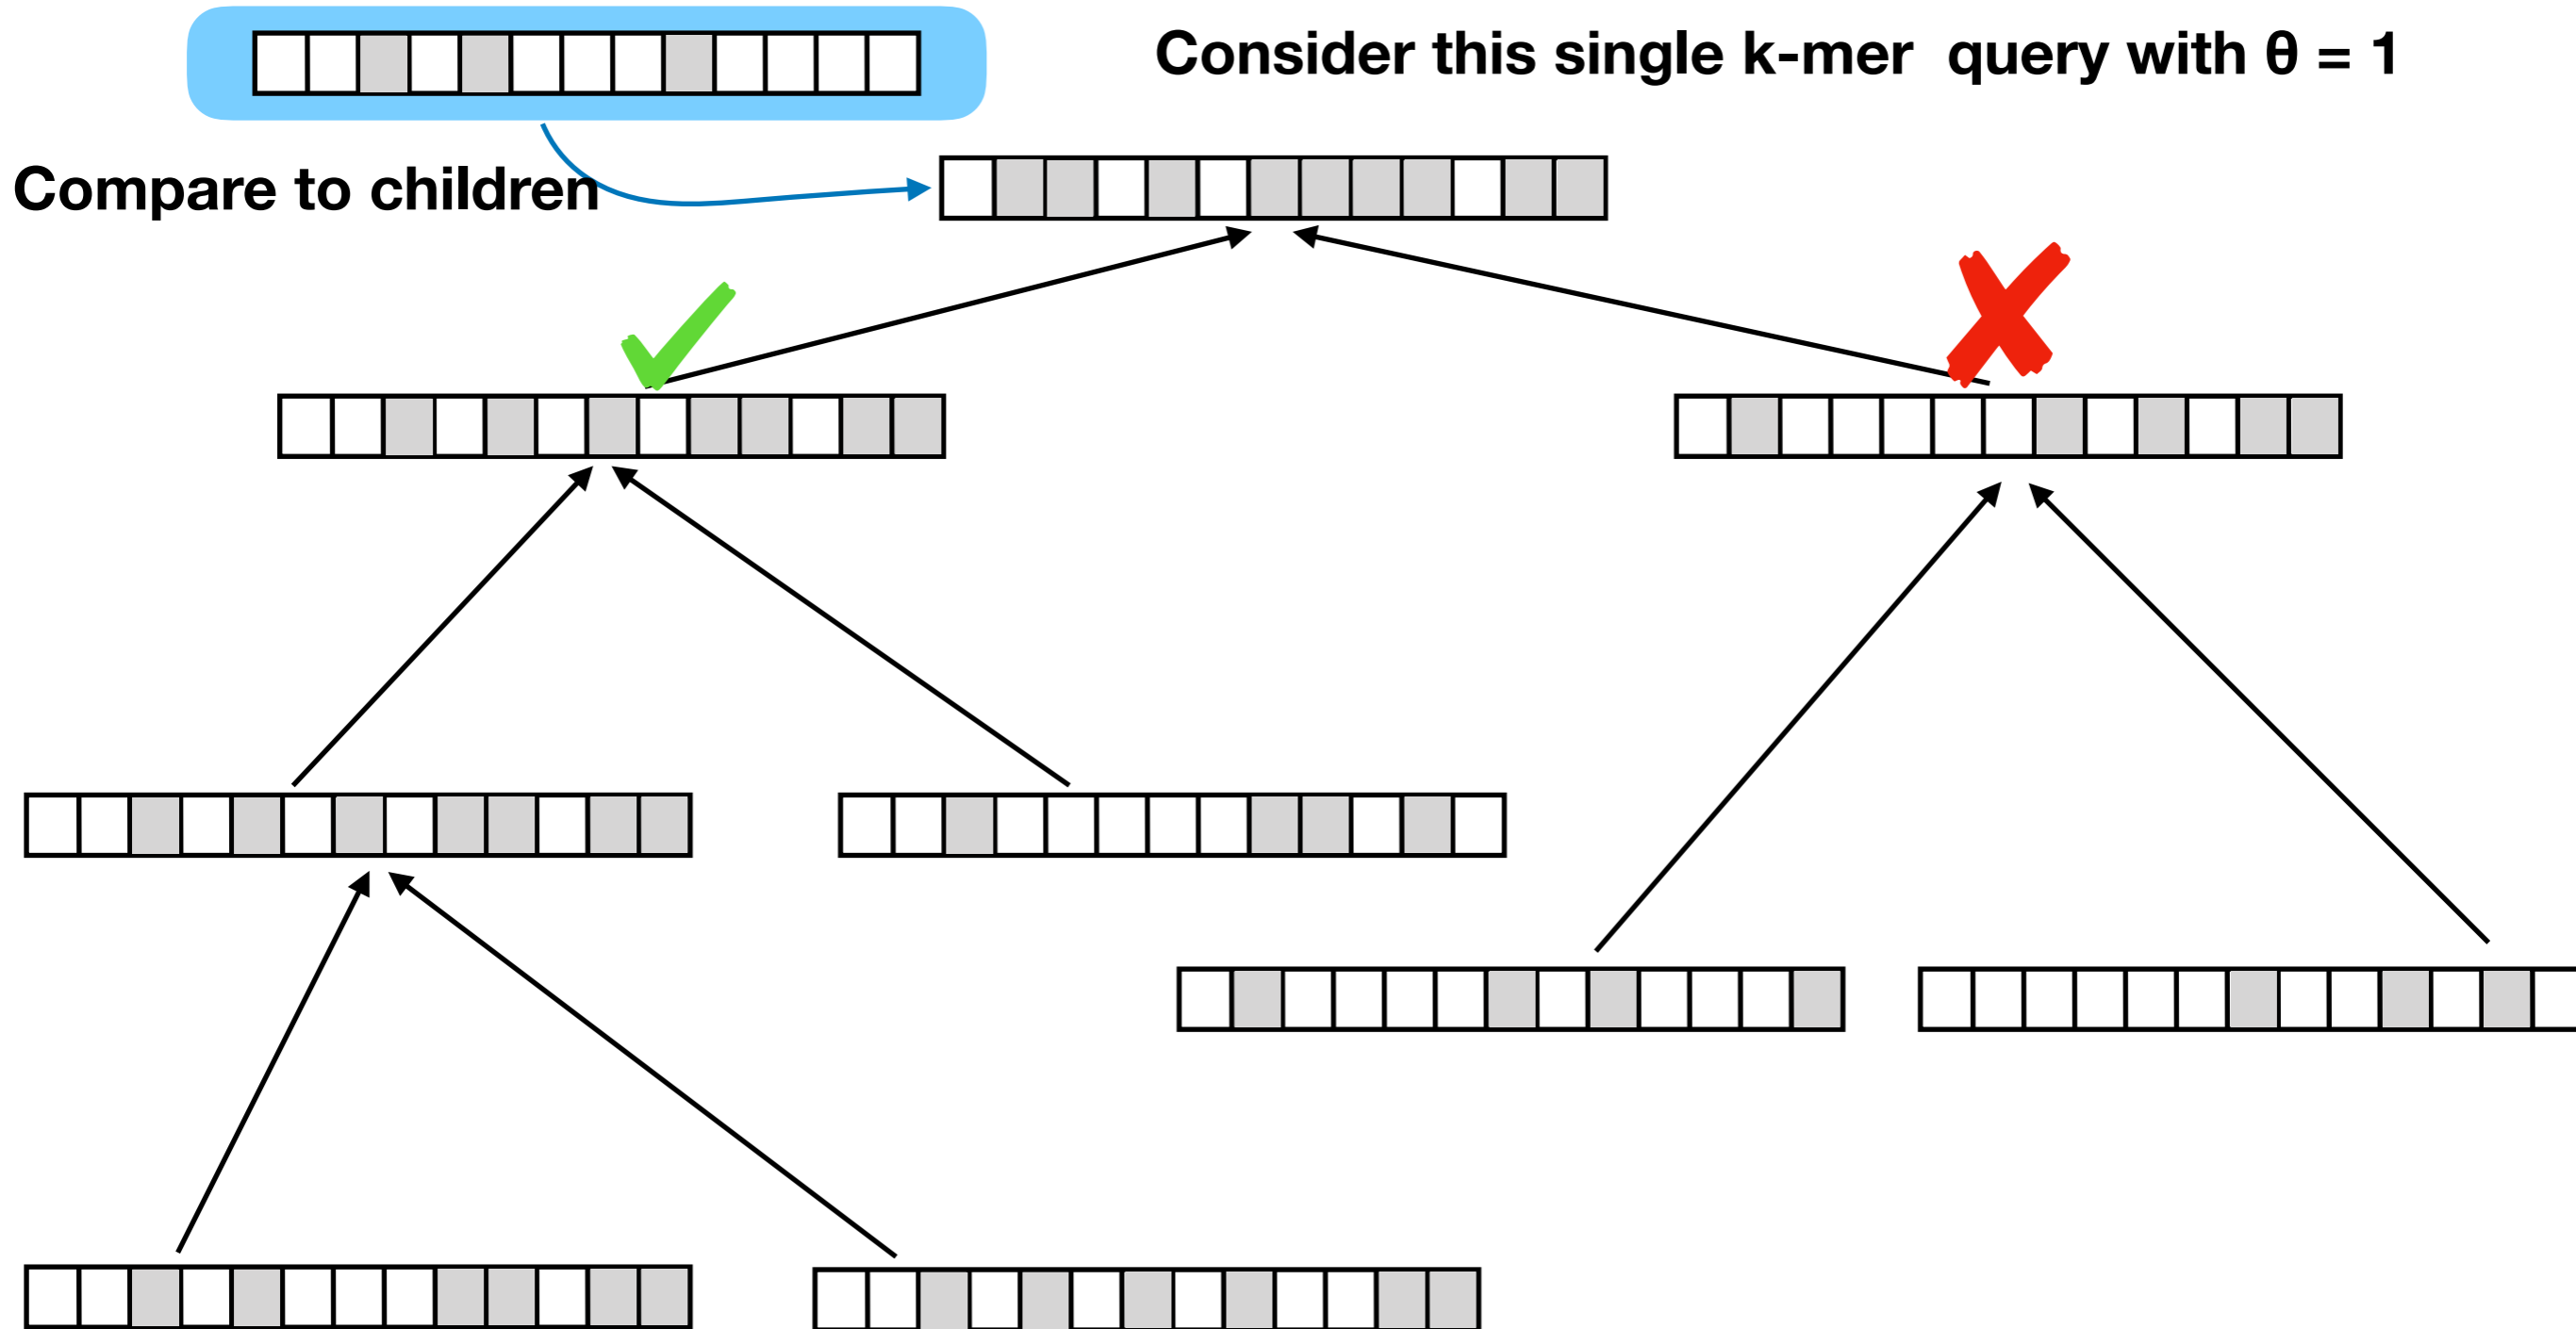 Consider this single k-mer query with θ = 1
Compare to children